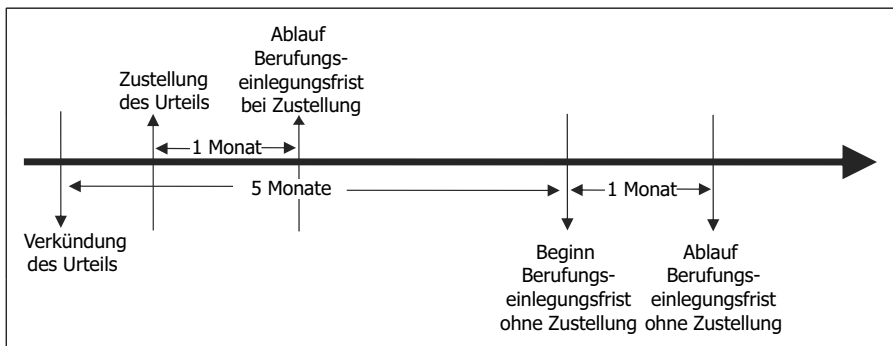 Ablauf
Berufungs-
einlegungsfrist
bei Zustellung
Zustellung
des Urteils
1 Monat
5 Monate
1 Monat
Verkündung
des Urteils
Beginn
Berufungs-
einlegungsfrist
ohne Zustellung
Ablauf
Berufungs-
einlegungsfrist
ohne Zustellung